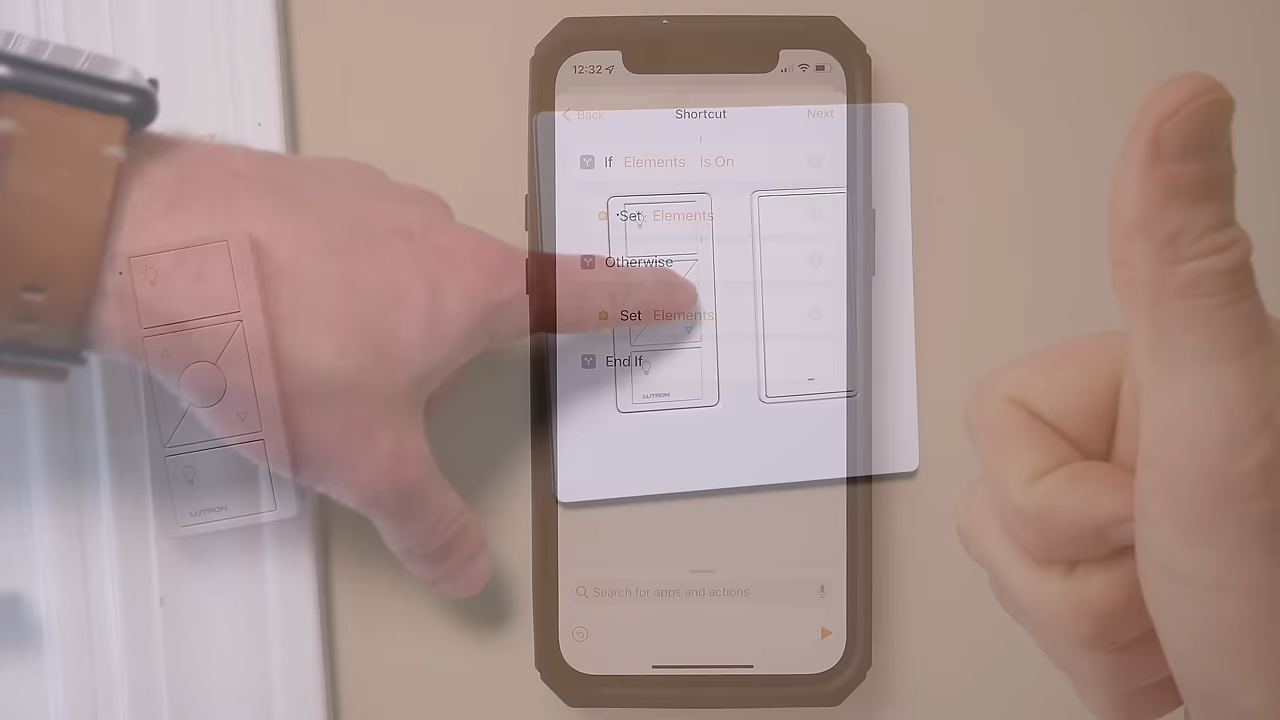 12:32
Back
Shortcut
Next
If Elements Is On
Set Elements
Otherwise
Set Elements
End If
LUTRON
LUTRON
Search for apps and actions